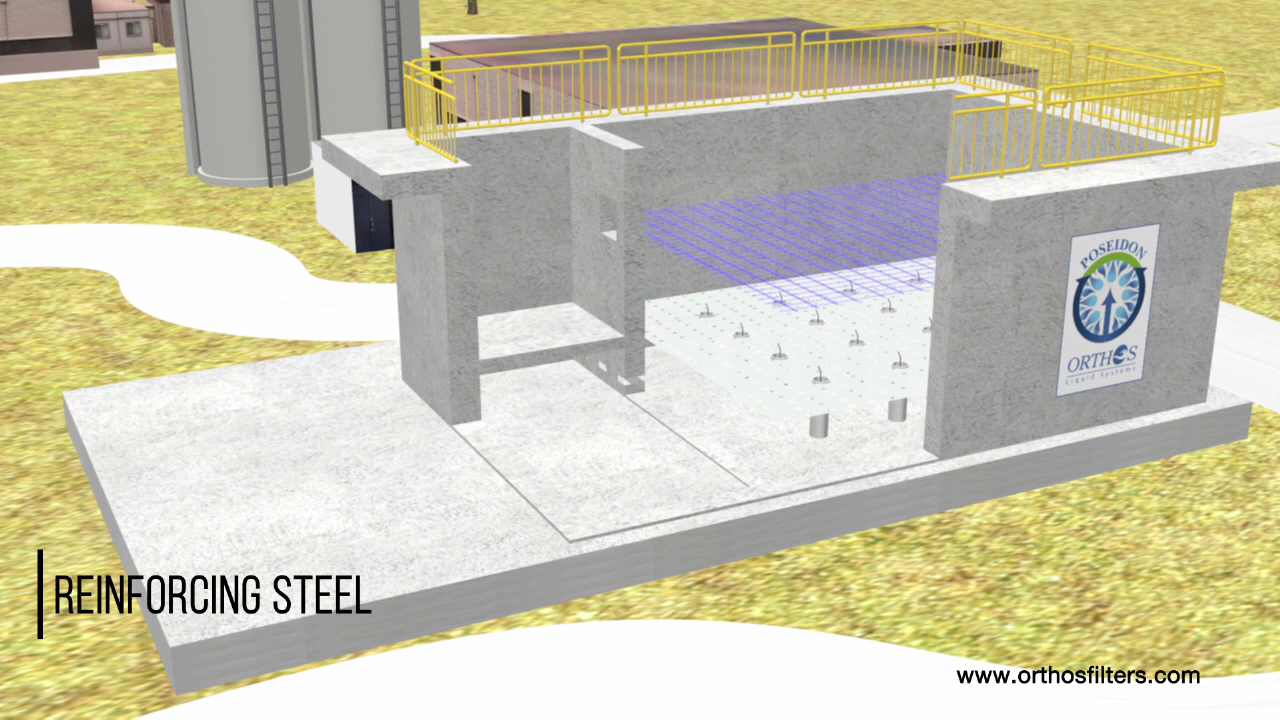 POSEIDON
ORTHOS
Liquid Systems
REINFORCING STEEL
www.orthosfilters.com